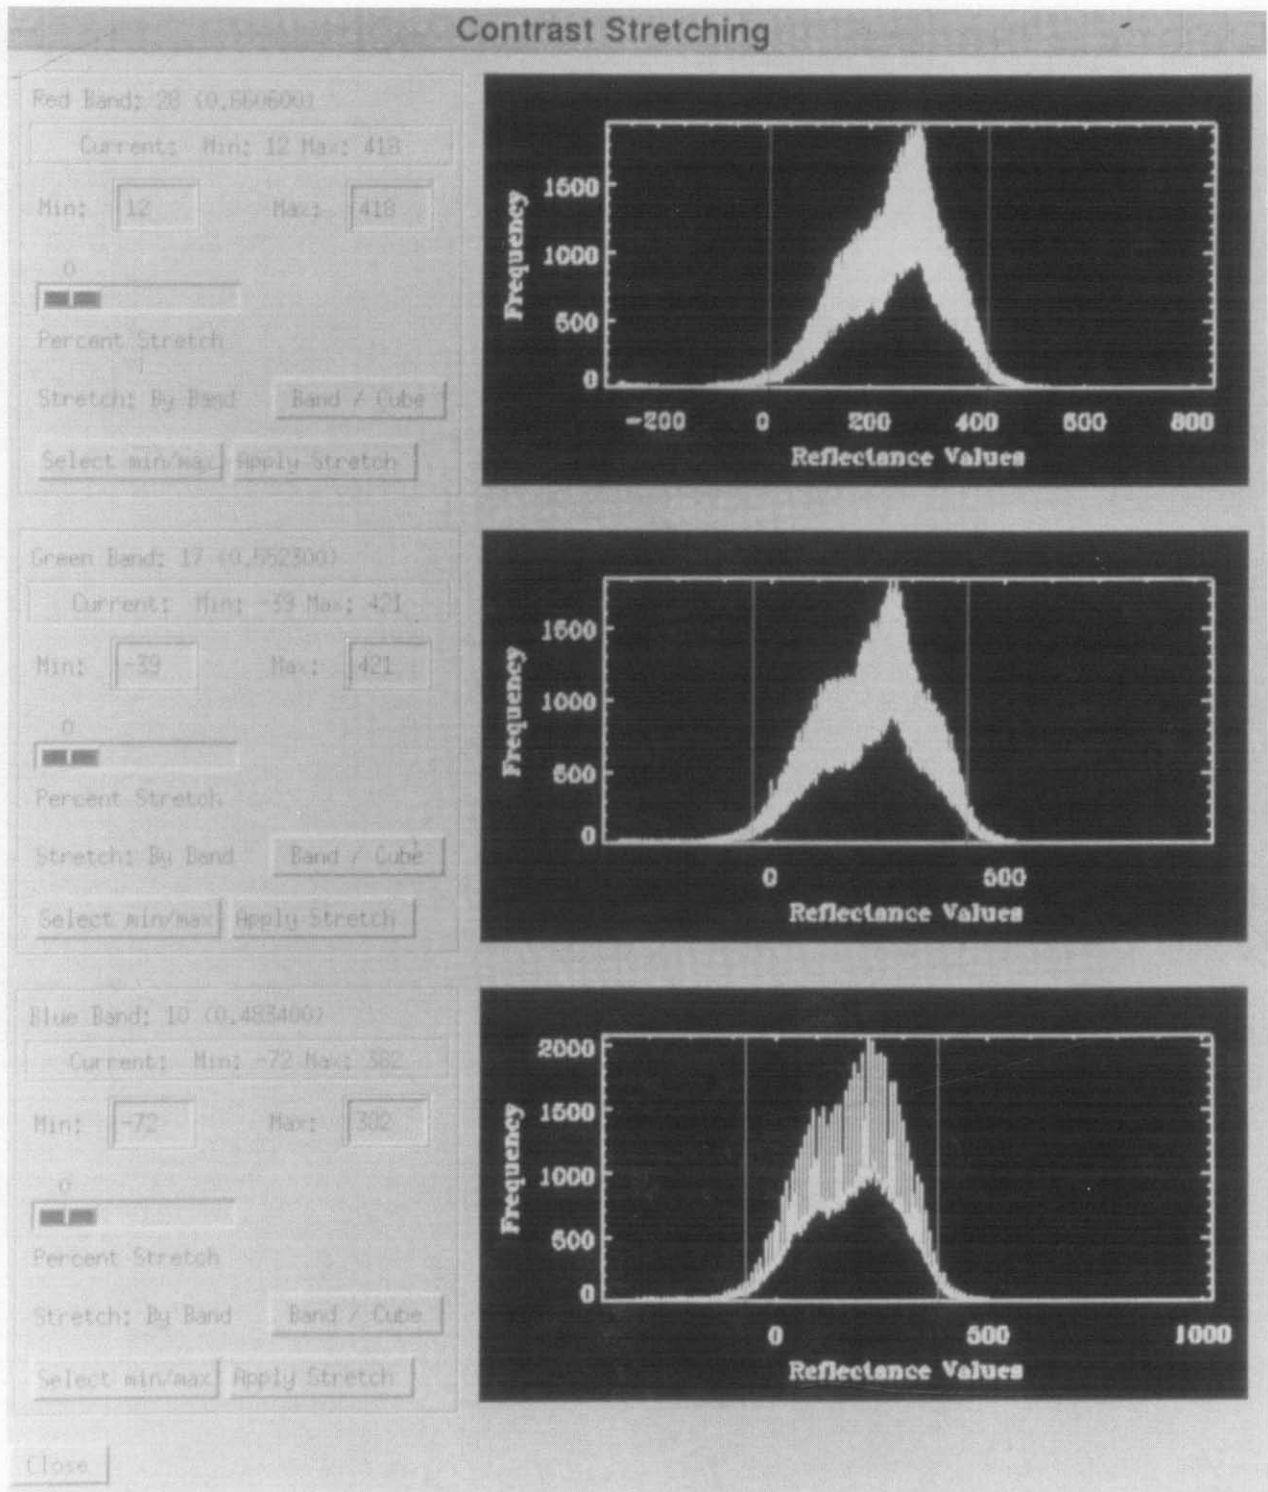 Contrast Stretching
Red Band: 28 (0.660600)
Current: Min: 12 Max: 418
Min: 12 Max: 418
0
Percent Stretch
Stretch: By Band Band / Cube
Select min/max Apply Stretch
Frequency
1500
1000
500
0
-200 0 200 400 600 800
Reflectance Values
Green Band: 17 (0.552300)
Current: Min: -39 Max: 421
Min: -39 Max: 421
0
Percent Stretch
Stretch: By Band Band / Cube
Select min/max Apply Stretch
Frequency
1500
1000
500
0
0 500
Reflectance Values
Blue Band: 10 (0.483400)
Current: Min: -72 Max: 382
Min: -72 Max: 382
0
Percent Stretch
Stretch: By Band Band / Cube
Select min/max Apply Stretch
Frequency
2000
1500
1000
500
0
0 500 1000
Reflectance Values
Close